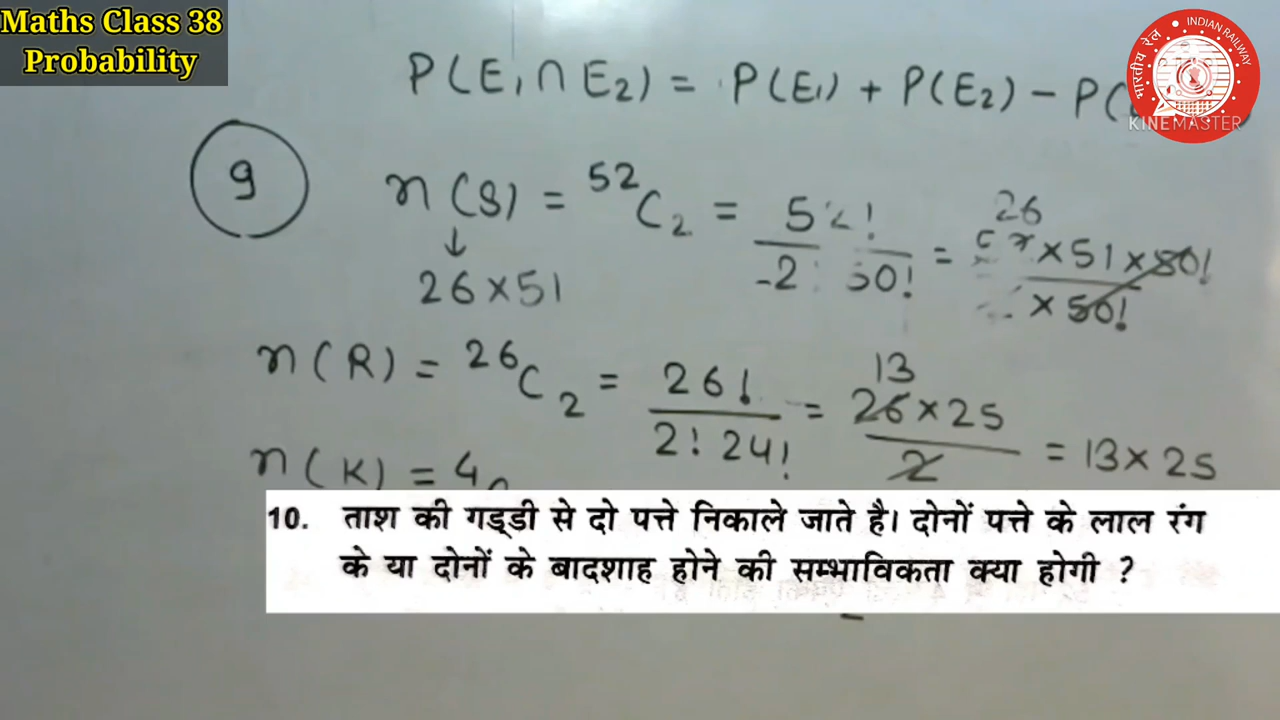 Maths Class 38
Probability
भारतीय रेल
INDIAN RAILWAY
KINEMASTER
P(E₁∩E₂) = P(E₁) + P(E₂) - P(
9
n(S) = ⁵²C₂ = 52!/2! 50! = 26 52×51×50!/×50!
↓
26×51
n(R) = ²⁶C₂ = 26!/2! 24! = 13 26×25/2 = 13×25
n(K) = 4
10. ताश की गड्डी से दो पत्ते निकाले जाते है। दोनों पत्ते के लाल रंग
के या दोनों के बादशाह होने की सम्भाविकता क्या होगी ?